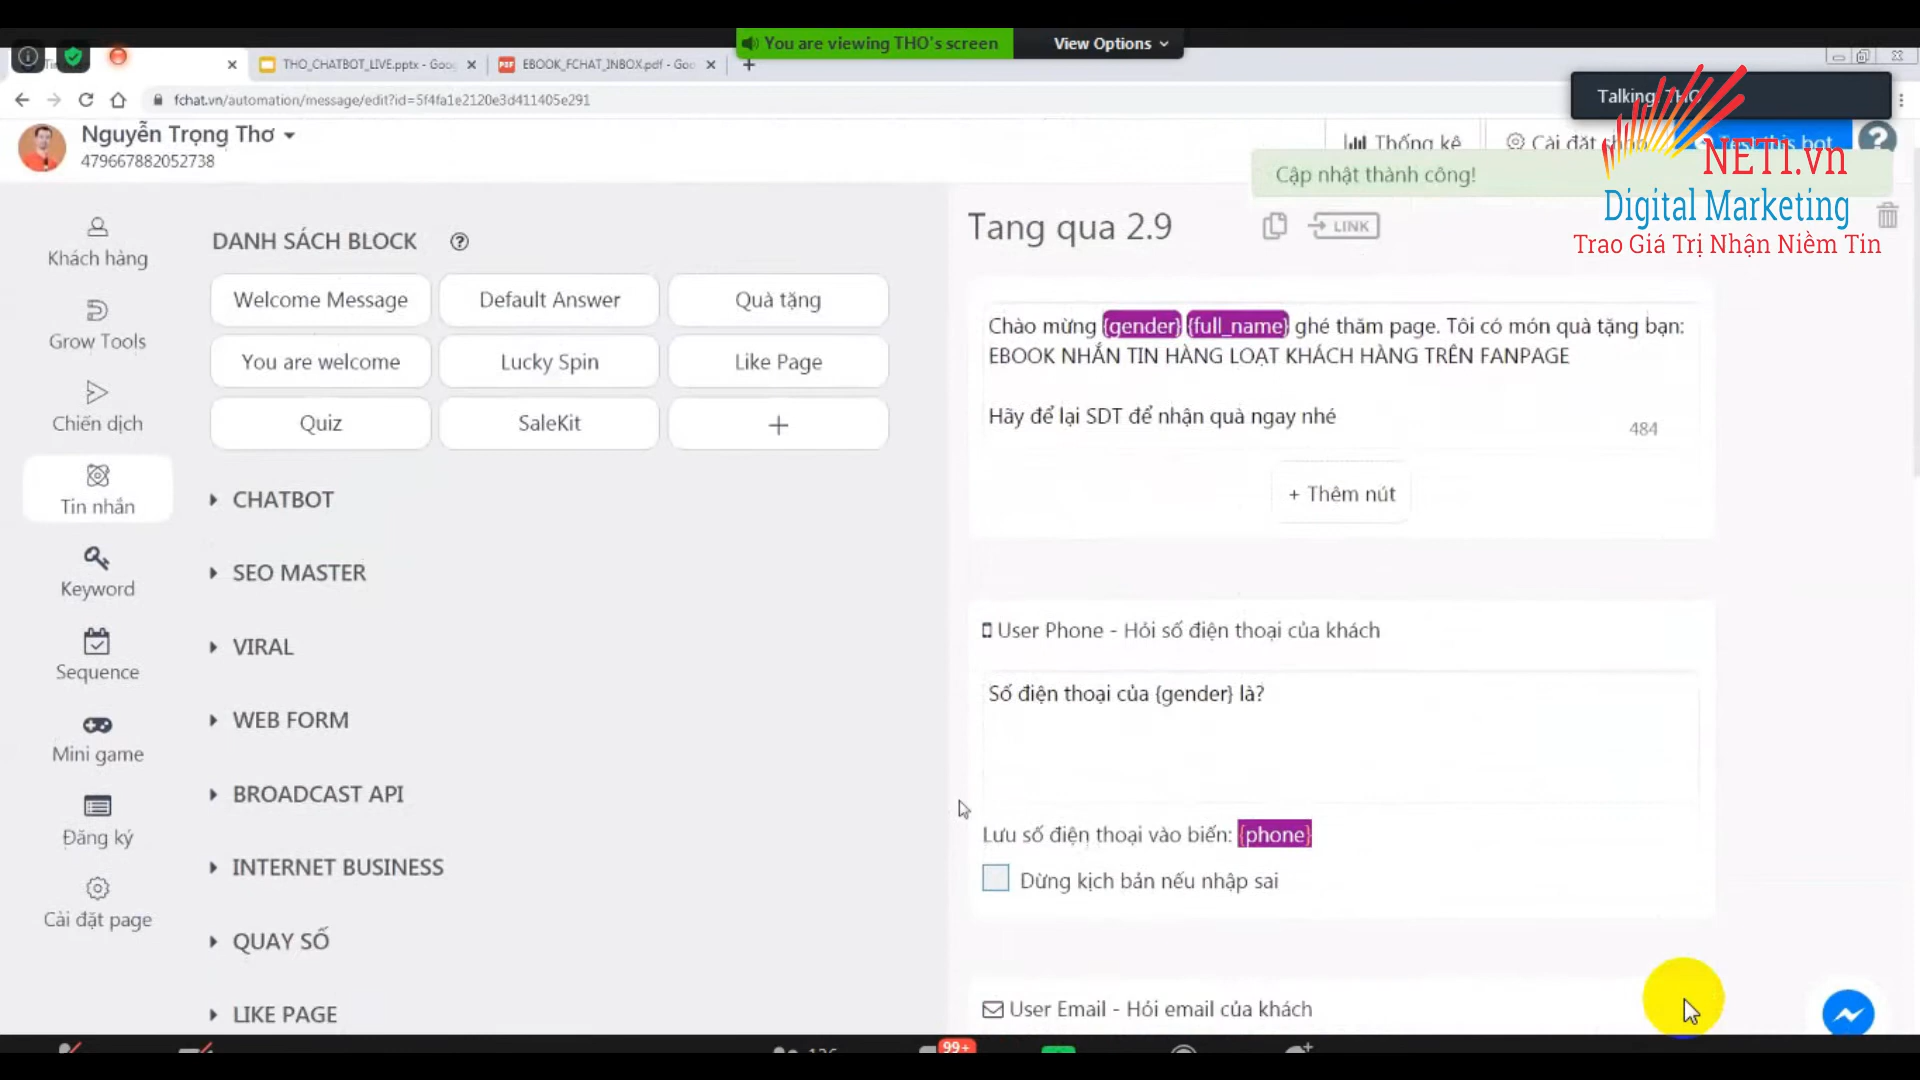 You are viewing THO's screen
View Options
THO_CHATBOT_LIVE.pptx - Goo
EBOOK_FCHAT_INBOX.pdf - Goo
fchat.vn/automation/message/edit?id=5f4fa1e2120e3d411405e291
Talking: THO
Nguyễn Trọng Thơ
479667882052738
Thống kê
Cài đặt
Test this bot
Cập nhật thành công!
NET1.vn
Digital Marketing
Trao Giá Trị Nhận Niềm Tin
Khách hàng
Grow Tools
Chiến dịch
Tin nhắn
Keyword
Sequence
Mini game
Đăng ký
Cài đặt page
DANH SÁCH BLOCK
Welcome Message
Default Answer
Quà tặng
You are welcome
Lucky Spin
Like Page
Quiz
SaleKit
CHATBOT
SEO MASTER
VIRAL
WEB FORM
BROADCAST API
INTERNET BUSINESS
QUAY SỐ
LIKE PAGE
Tang qua 2.9
LINK
Chào mừng {gender} {full_name} ghé thăm page. Tôi có món quà tặng bạn:
EBOOK NHẮN TIN HÀNG LOẠT KHÁCH HÀNG TRÊN FANPAGE
Hãy để lại SDT để nhận quà ngay nhé
484
+ Thêm nút
User Phone - Hỏi số điện thoại của khách
Số điện thoại của {gender} là?
Lưu số điện thoại vào biến: {phone}
Dừng kịch bản nếu nhập sai
User Email - Hỏi email của khách
99+